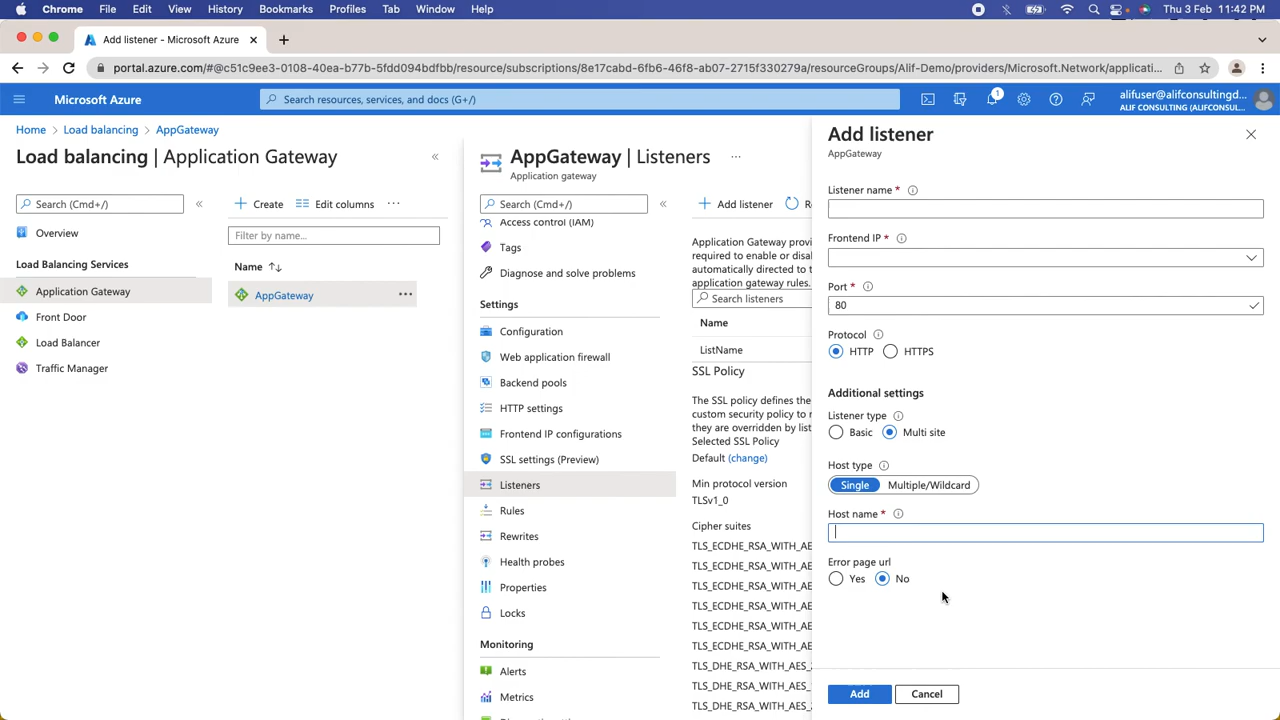 Chrome File Edit View History Bookmarks Profiles Tab Window Help Thu 3 Feb 11:42 PM
Add listener - Microsoft Azure
portal.azure.com/#@c51c9ee3-0108-40ea-b77b-5fdd094bdfbb/resource/subscriptions/8e17cabd-6fb6-46f8-ab07-2715f330279a/resourceGroups/Alif-Demo/providers/Microsoft.Network/applicati...
Microsoft Azure
Search resources, services, and docs (G+/)
1
alifuser@alifconsultingd...
ALIF CONSULTING (ALIFCONSUL...
Home > Load balancing > AppGateway
Load balancing | Application Gateway
Search (Cmd+/)
Overview
Load Balancing Services
Application Gateway
Front Door
Load Balancer
Traffic Manager
Create Edit columns ...
Filter by name...
Name
AppGateway ...
AppGateway | Listeners ...
Application gateway
Search (Cmd+/)
Access control (IAM)
Tags
Diagnose and solve problems
Settings
Configuration
Web application firewall
Backend pools
HTTP settings
Frontend IP configurations
SSL settings (Preview)
Listeners
Rules
Rewrites
Health probes
Properties
Locks
Monitoring
Alerts
Metrics
Add listener
Application Gateway provi
required to enable or disa
automatically directed to t
application gateway rules.
Search listeners
Name
ListName
SSL Policy
The SSL policy defines the
custom security policy to r
they are overridden by list
Selected SSL Policy
Default (change)
Min protocol version
TLSv1_0
Cipher suites
TLS_ECDHE_RSA_WITH_AE
TLS_ECDHE_RSA_WITH_AE
TLS_ECDHE_RSA_WITH_AE
TLS_ECDHE_RSA_WITH_AE
TLS_ECDHE_RSA_WITH_AE
TLS_ECDHE_RSA_WITH_AE
TLS_DHE_RSA_WITH_AES_
TLS_DHE_RSA_WITH_AES_
TLS_DHE_RSA_WITH_AES_
Add listener
AppGateway
Listener name *
Frontend IP *
Port *
80
Protocol
HTTP HTTPS
Additional settings
Listener type
Basic Multi site
Host type
Single Multiple/Wildcard
Host name *
Error page url
Yes No
Add Cancel